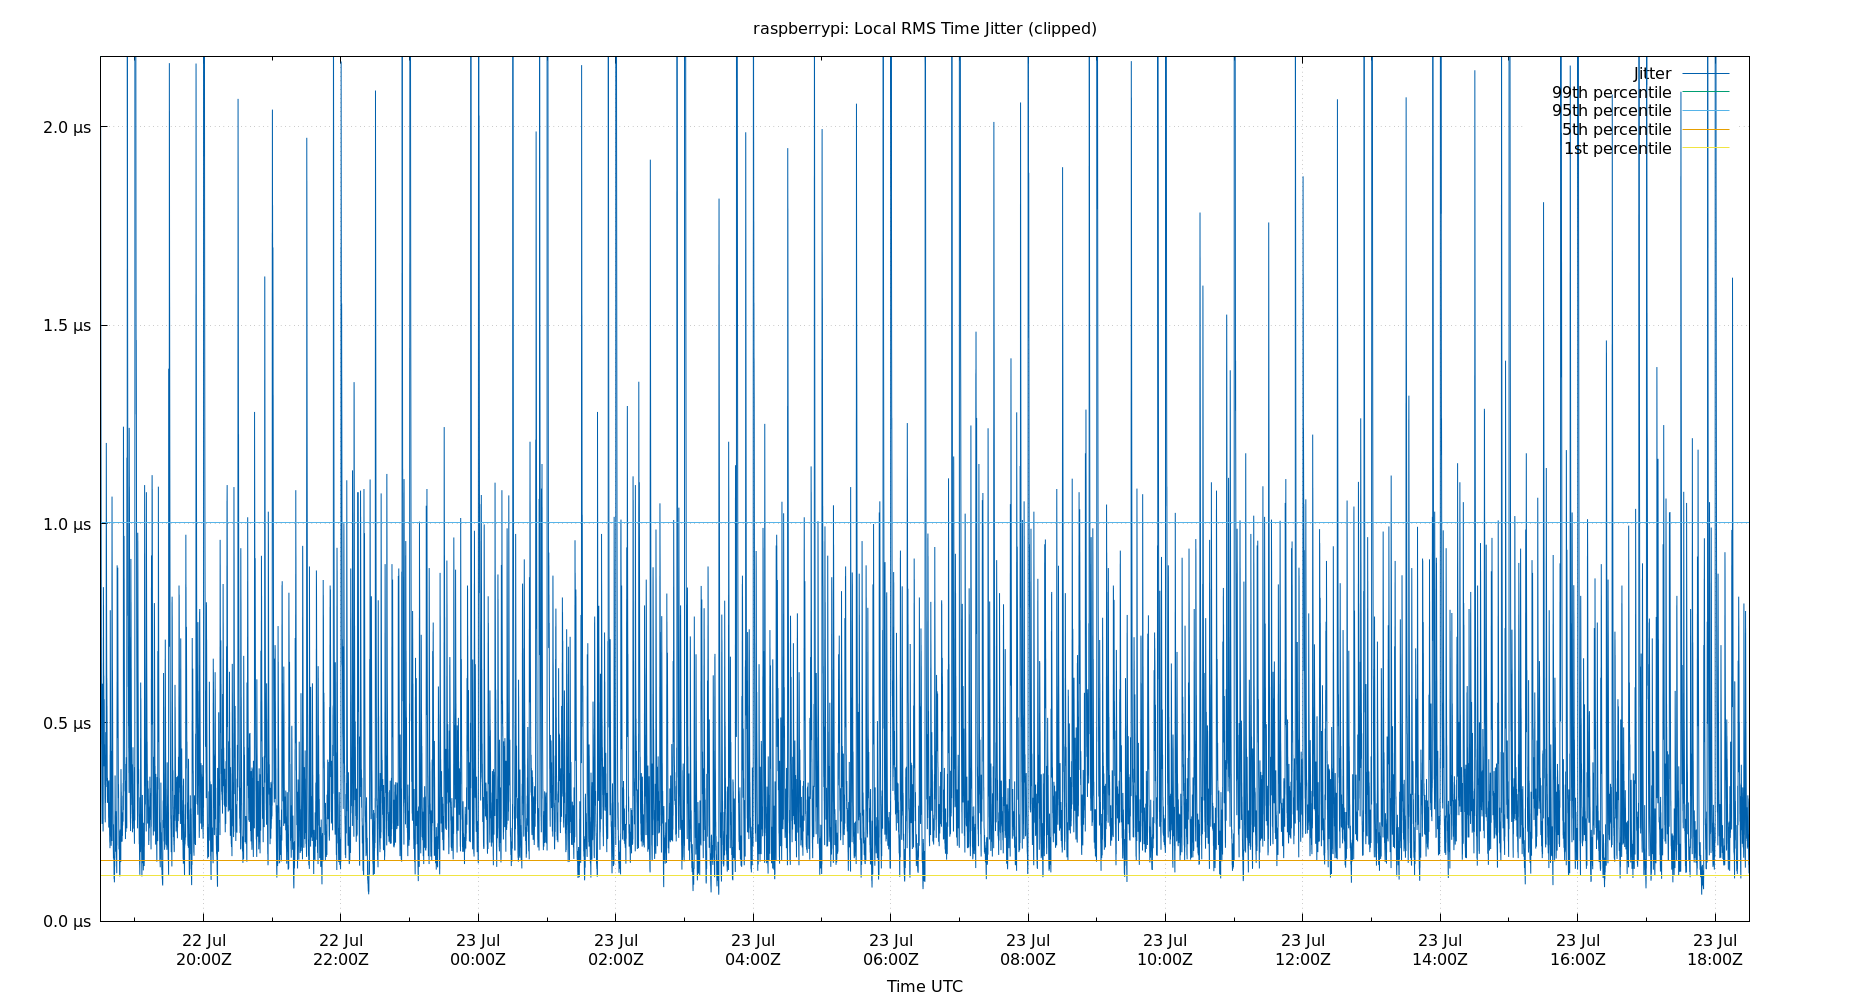 raspberrypi: Local RMS Time Jitter (clipped)
Jitter
99th percentile
95th percentile
5th percentile
1st percentile
2.0 µs
1.5 µs
1.0 µs
0.5 µs
0.0 µs
22 Jul 22 Jul 23 Jul 23 Jul 23 Jul 23 Jul 23 Jul 23 Jul 23 Jul 23 Jul 23 Jul 23 Jul
20:00Z 22:00Z 00:00Z 02:00Z 04:00Z 06:00Z 08:00Z 10:00Z 12:00Z 14:00Z 16:00Z 18:00Z
Time UTC